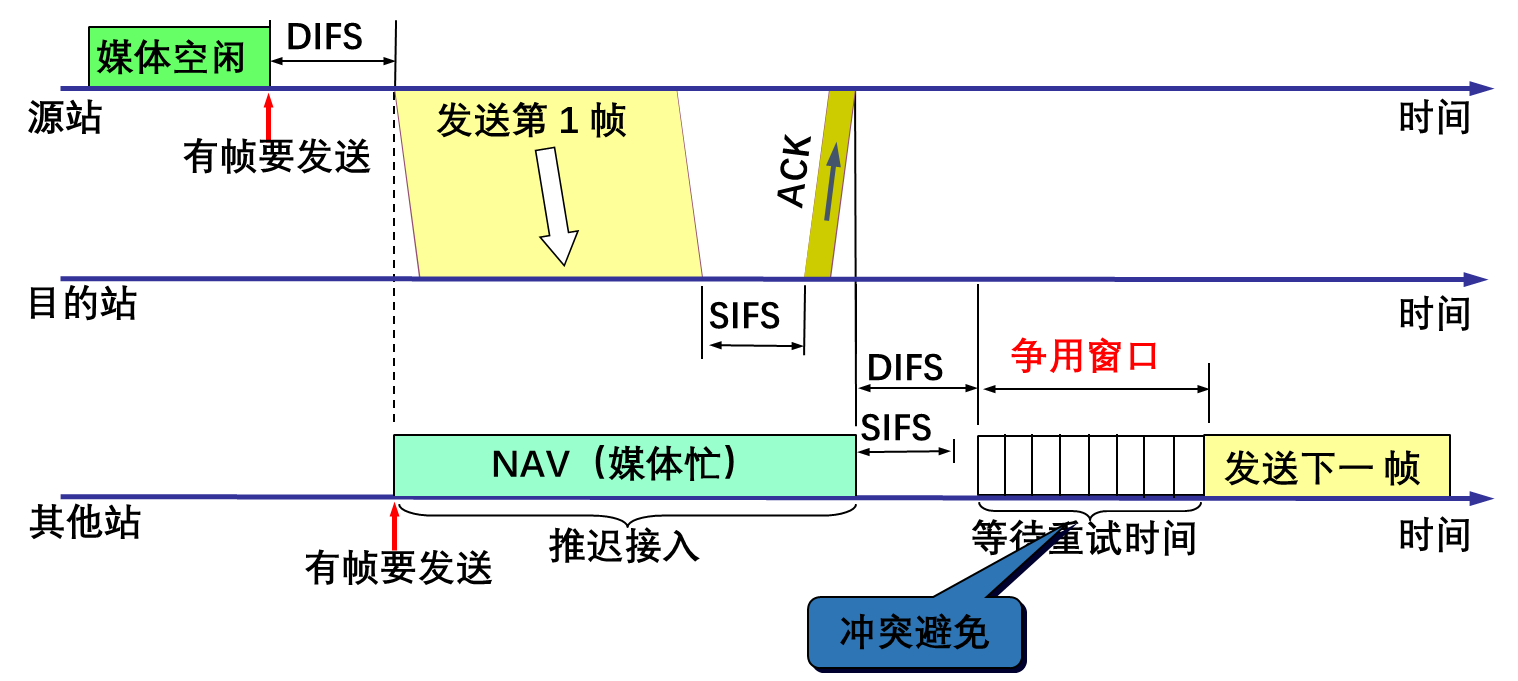 媒体空闲
DIFS
源站
时间
有帧要发送
发送第 1 帧
ACK
目的站
时间
SIFS
DIFS
争用窗口
SIFS
NAV（媒体忙）
发送下一 帧
其他站
时间
有帧要发送
推迟接入
等待重试时间
冲突避免